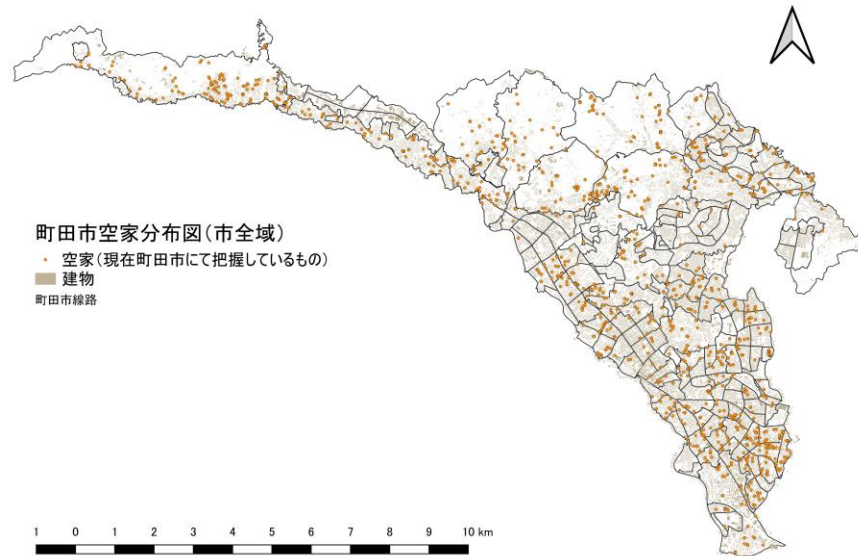 町田市空家分布図(市全域)
空家(現在町田市にて把握しているもの)
建物
町田市線路
1 0 1 2 3 4 5 6 7 8 9 10 km